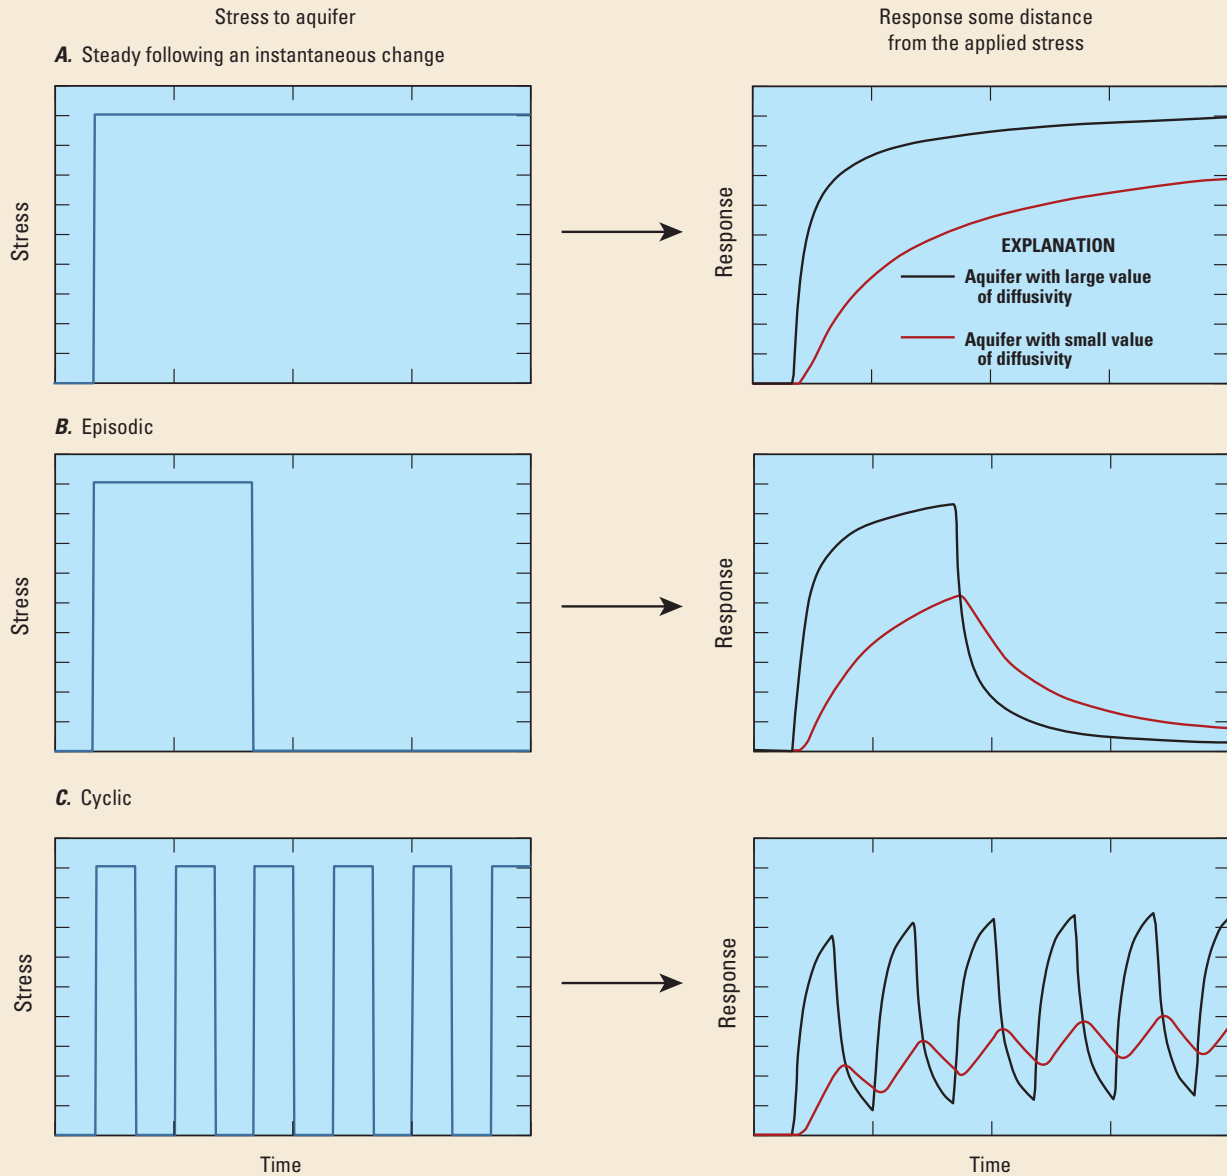 Stress to aquifer
Response some distance
from the applied stress
A. Steady following an instantaneous change
Stress
Response
EXPLANATION
Aquifer with large value
of diffusivity
Aquifer with small value
of diffusivity
B. Episodic
Stress
Response
C. Cyclic
Stress
Response
Time
Time